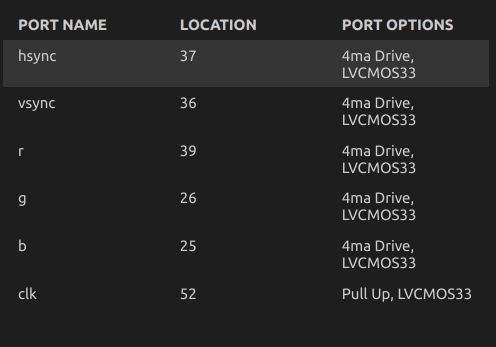 PORT NAME LOCATION PORT OPTIONS
hsync 37 4ma Drive,
LVCMOS33
vsync 36 4ma Drive,
LVCMOS33
r 39 4ma Drive,
LVCMOS33
g 26 4ma Drive,
LVCMOS33
b 25 4ma Drive,
LVCMOS33
clk 52 Pull Up, LVCMOS33